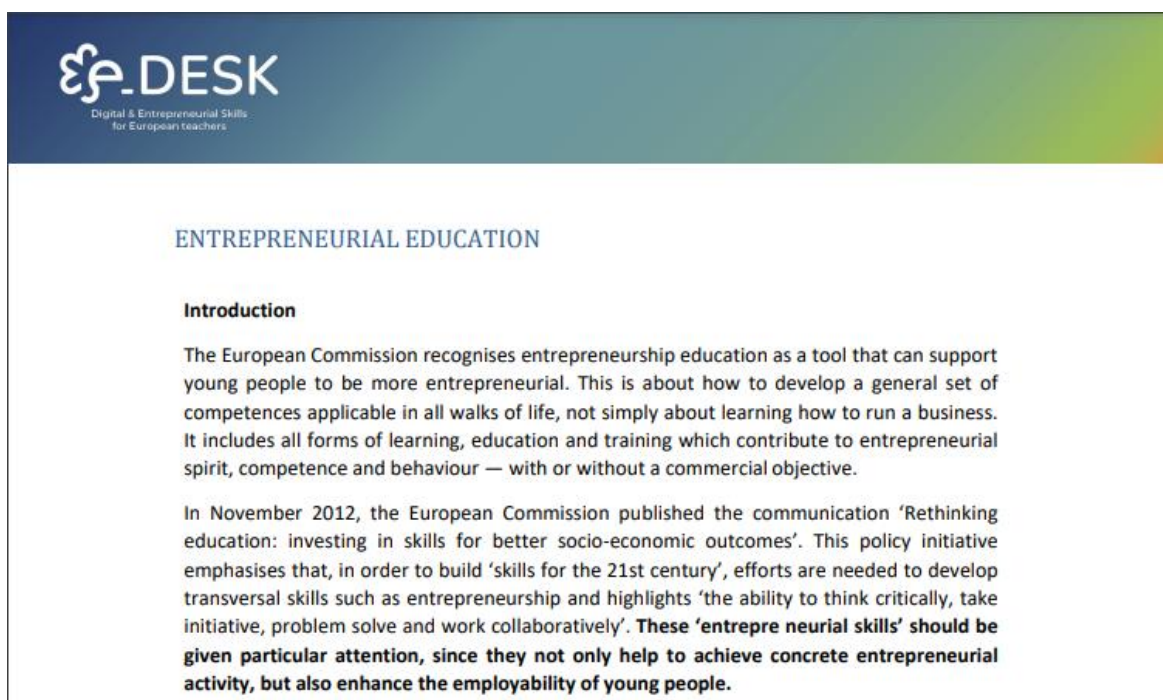 e-DESK
Digital & Entrepreneurial Skills
for European teachers
ENTREPRENEURIAL EDUCATION
Introduction
The European Commission recognises entrepreneurship education as a tool that can support
young people to be more entrepreneurial. This is about how to develop a general set of
competences applicable in all walks of life, not simply about learning how to run a business.
It includes all forms of learning, education and training which contribute to entrepreneurial
spirit, competence and behaviour — with or without a commercial objective.
In November 2012, the European Commission published the communication ‘Rethinking
education: investing in skills for better socio-economic outcomes’. This policy initiative
emphasises that, in order to build ‘skills for the 21st century’, efforts are needed to develop
transversal skills such as entrepreneurship and highlights ‘the ability to think critically, take
initiative, problem solve and work collaboratively’. These ‘entrepre neurial skills’ should be
given particular attention, since they not only help to achieve concrete entrepreneurial
activity, but also enhance the employability of young people.